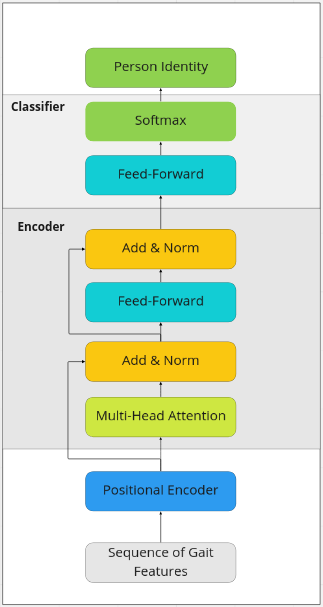 Person Identity
Classifier
Softmax
Feed-Forward
Encoder
Add & Norm
Feed-Forward
Add & Norm
Multi-Head Attention
Positional Encoder
Sequence of Gait
Features